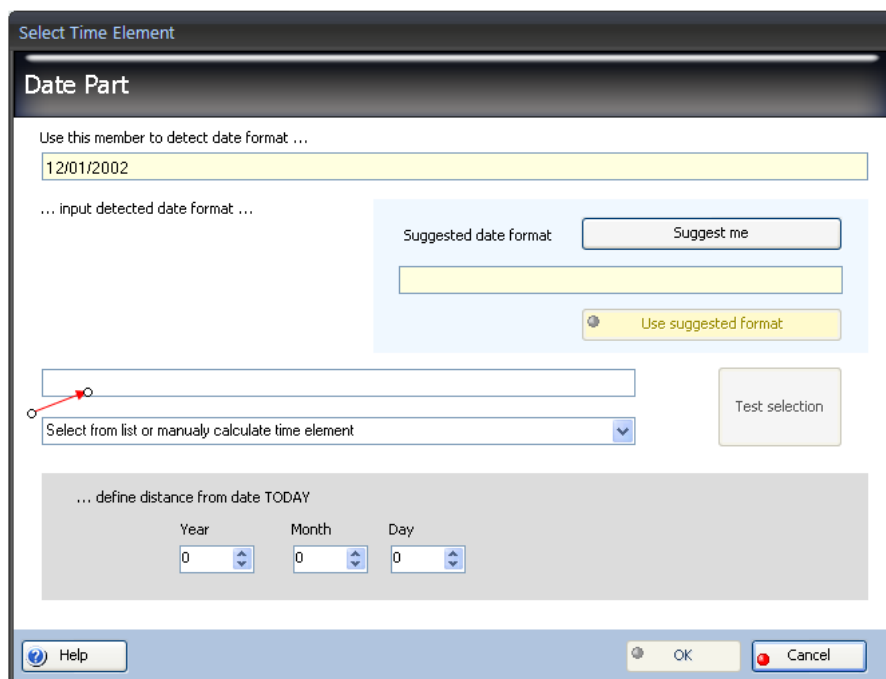 Select Time Element
Date Part
Use this member to detect date format ...
12/01/2002
... input detected date format ...
Suggested date format
Suggest me
Use suggested format
Test selection
Select from list or manualy calculate time element
... define distance from date TODAY
Year Month Day
0 0 0
Help
OK
Cancel